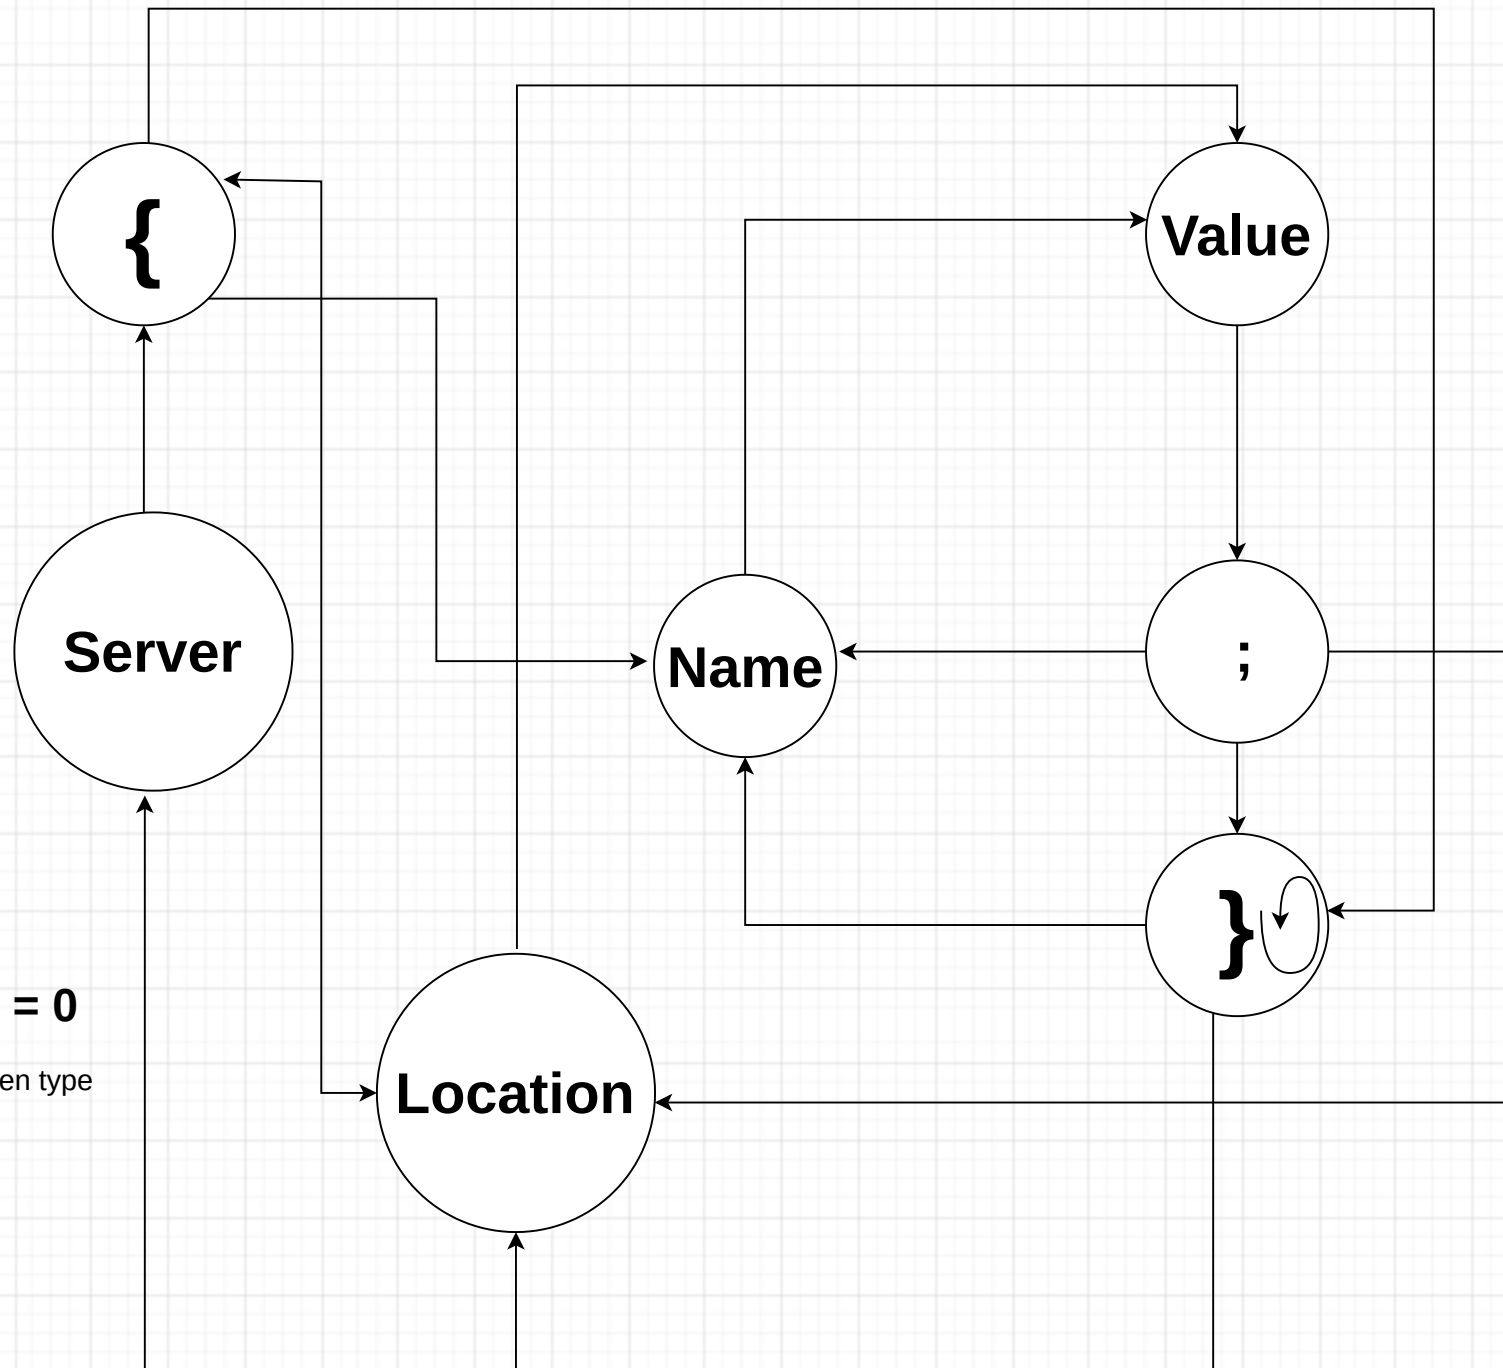 {
Value
Server
Name
;
}
= 0
en type
Location